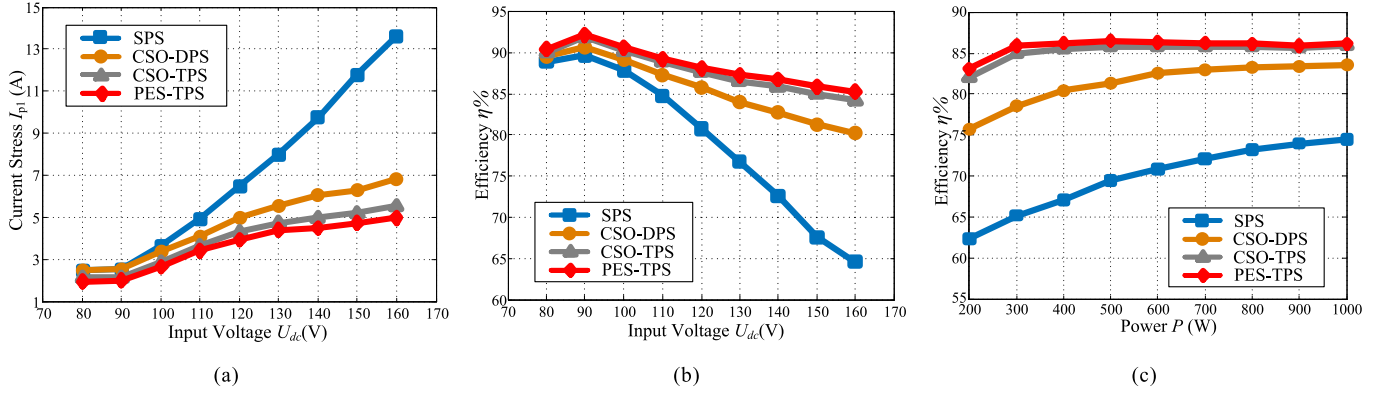 Current Stress Ip1 (A)
15
13
11
9
7
5
3
1
SPS
CSO-DPS
CSO-TPS
PES-TPS
70 80 90 100 110 120 130 140 150 160 170
Input Voltage Udc(V)
(a)
Efficiency η%
95
90
85
80
75
70
65
60
SPS
CSO-DPS
CSO-TPS
PES-TPS
70 80 90 100 110 120 130 140 150 160 170
Input Voltage Udc(V)
(b)
Efficiency η%
90
85
80
75
70
65
60
55
SPS
CSO-DPS
CSO-TPS
PES-TPS
200 300 400 500 600 700 800 900 1000
Power P (W)
(c)